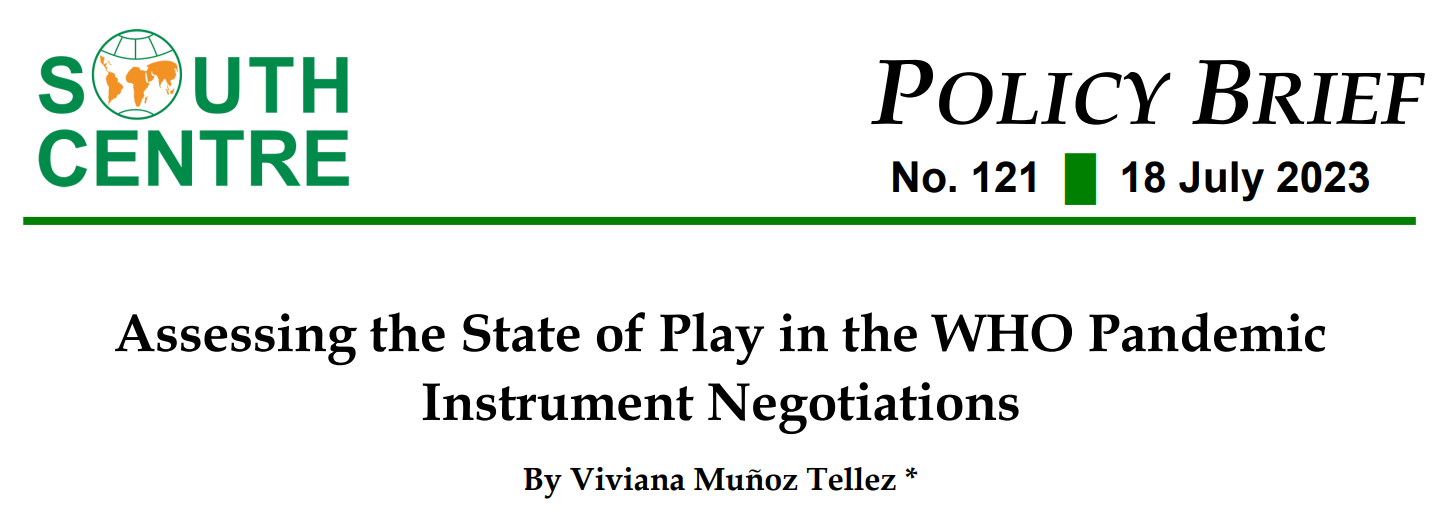 SOUTH
CENTRE
POLICY BRIEF
No. 121 18 July 2023
Assessing the State of Play in the WHO Pandemic
Instrument Negotiations
By Viviana Muñoz Tellez *